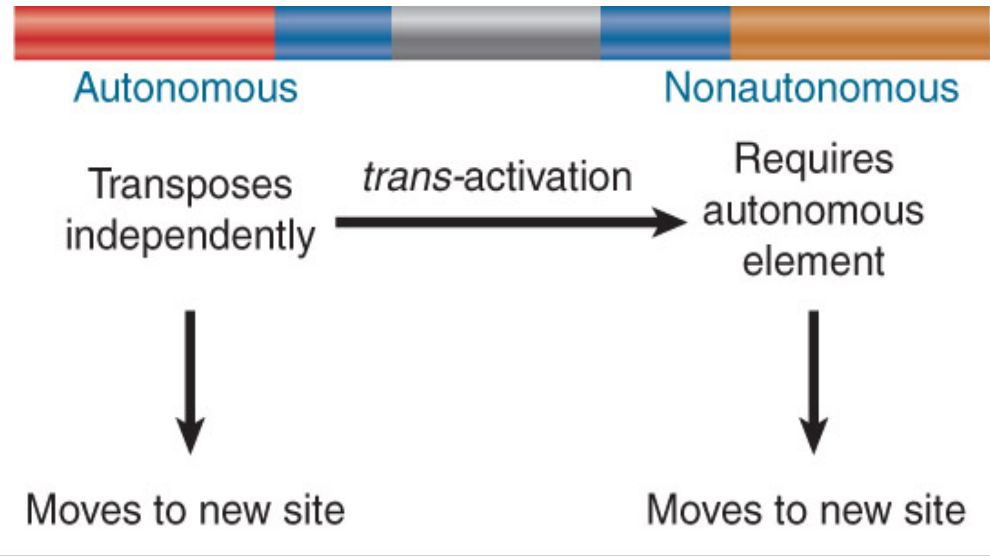 Autonomous
Nonautonomous
Transposes
independently
trans-activation
Requires
autonomous
element
Moves to new site
Moves to new site